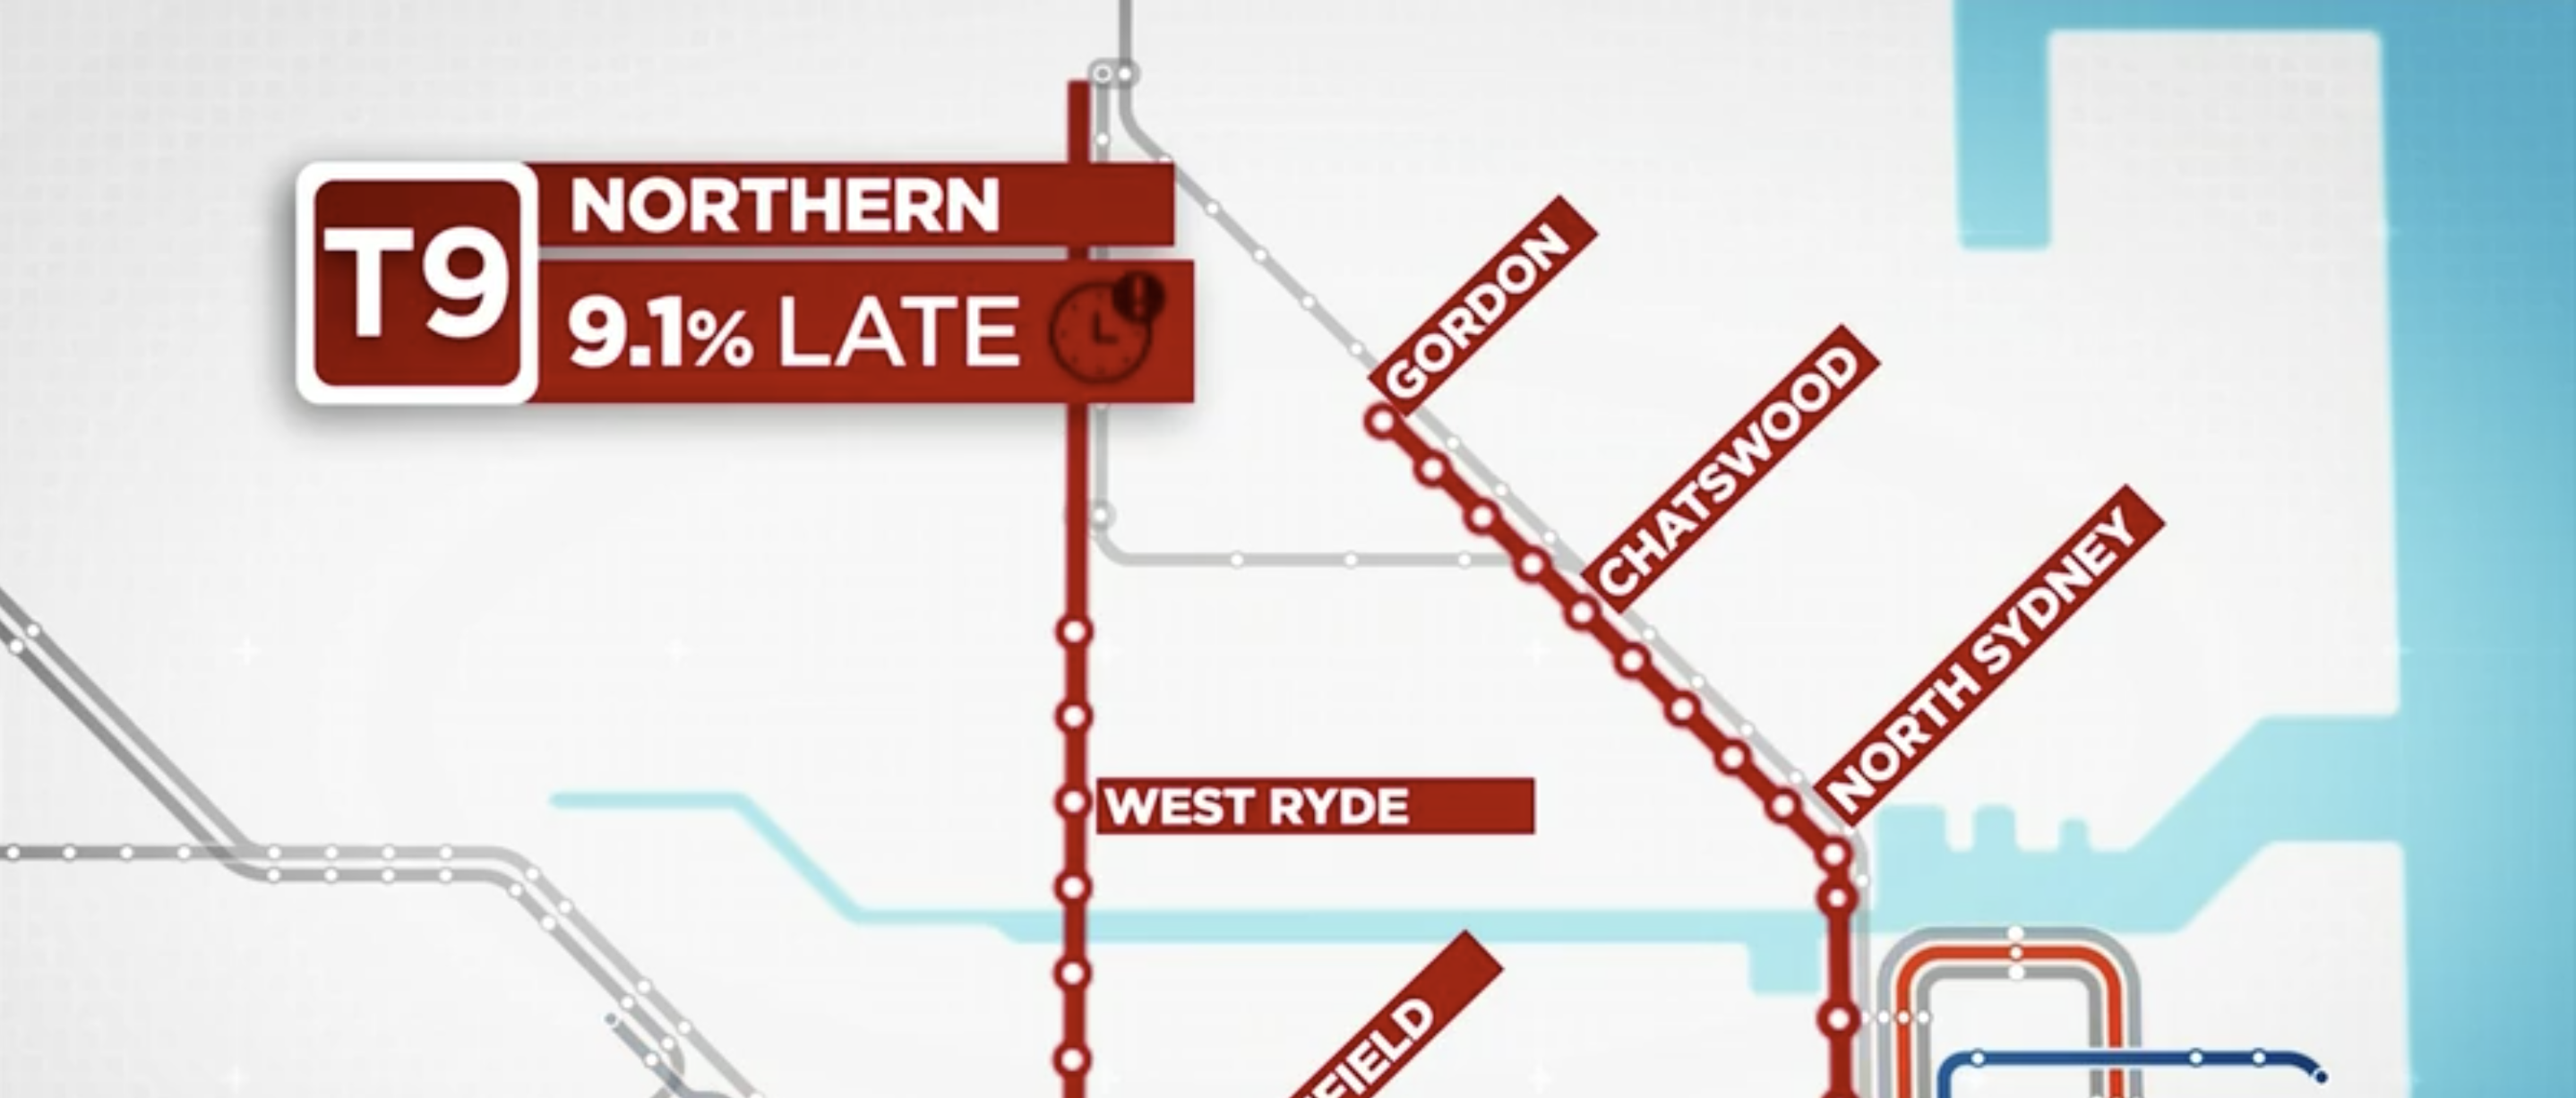 T9
NORTHERN
9.1% LATE
GORDON
CHATSWOOD
NORTH SYDNEY
WEST RYDE